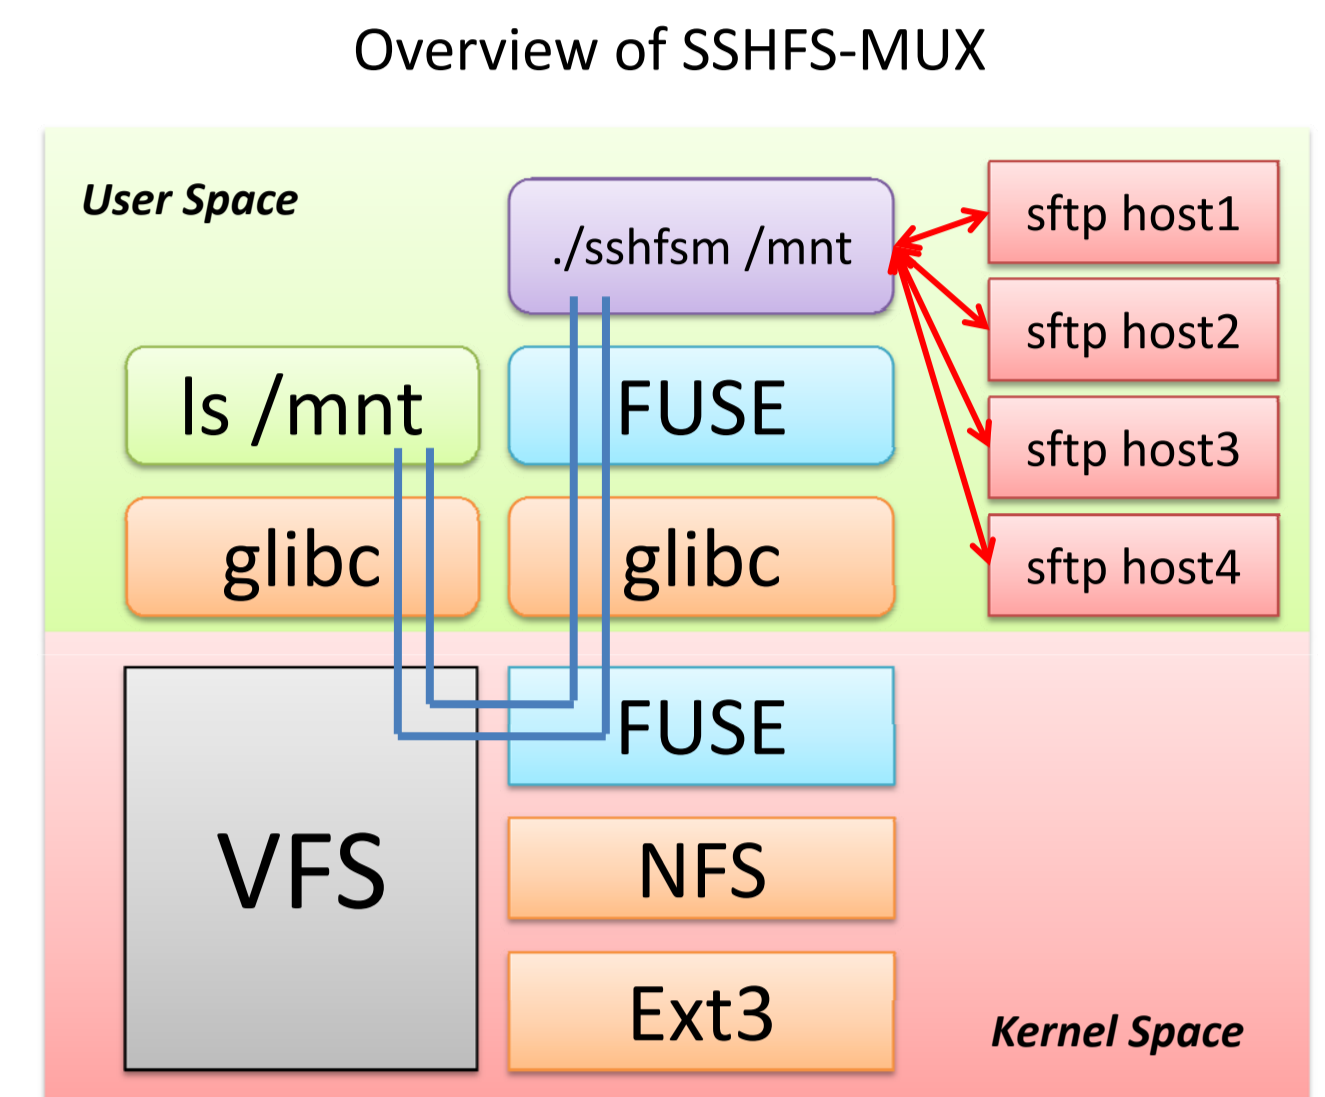 Overview of SSHFS-MUX
User Space
./sshfsm /mnt
sftp host1
sftp host2
sftp host3
sftp host4
ls /mnt
FUSE
glibc
glibc
VFS
FUSE
NFS
Ext3
Kernel Space